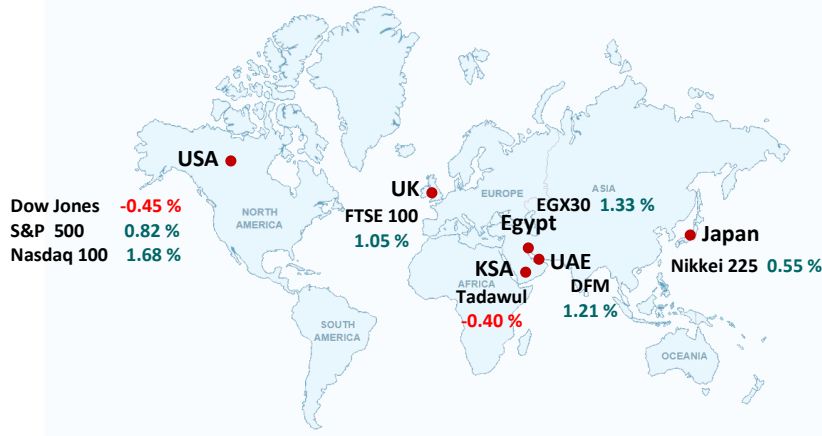 USA
Dow Jones -0.45 %
S&P 500 0.82 %
Nasdaq 100 1.68 %
NORTH
AMERICA
SOUTH
AMERICA
UK
FTSE 100
1.05 %
EUROPE
ASIA
EGX30 1.33 %
Egypt
KSA
AFRICA
Tadawul
-0.40 %
UAE
DFM
1.21 %
Japan
Nikkei 225 0.55 %
OCEANIA